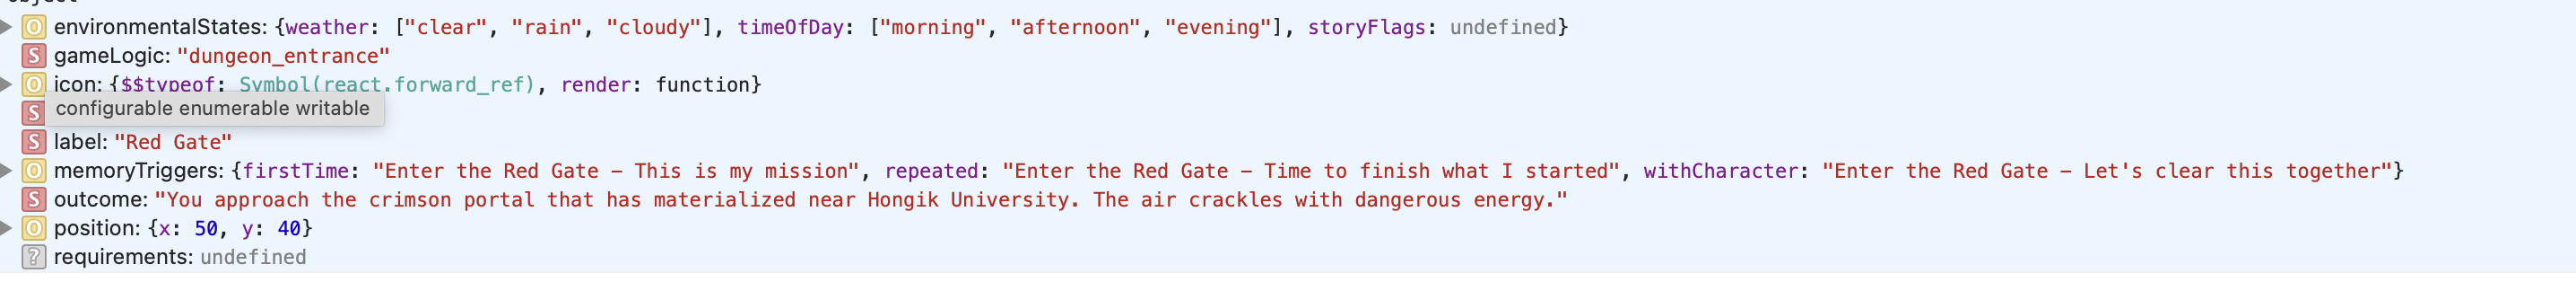 environmentalStates: {weather: ["clear", "rain", "cloudy"], timeOfDay: ["morning", "afternoon", "evening"], storyFlags: undefined}
S gameLogic: "dungeon_entrance"
O icon: {$$typeof: Symbol(react.forward_ref), render: function}
S configurable enumerable writable
S label: "Red Gate"
O memoryTriggers: {firstTime: "Enter the Red Gate – This is my mission", repeated: "Enter the Red Gate – Time to finish what I started", withCharacter: "Enter the Red Gate – Let's clear this together"}
S outcome: "You approach the crimson portal that has materialized near Hongik University. The air crackles with dangerous energy."
O position: {x: 50, y: 40}
? requirements: undefined